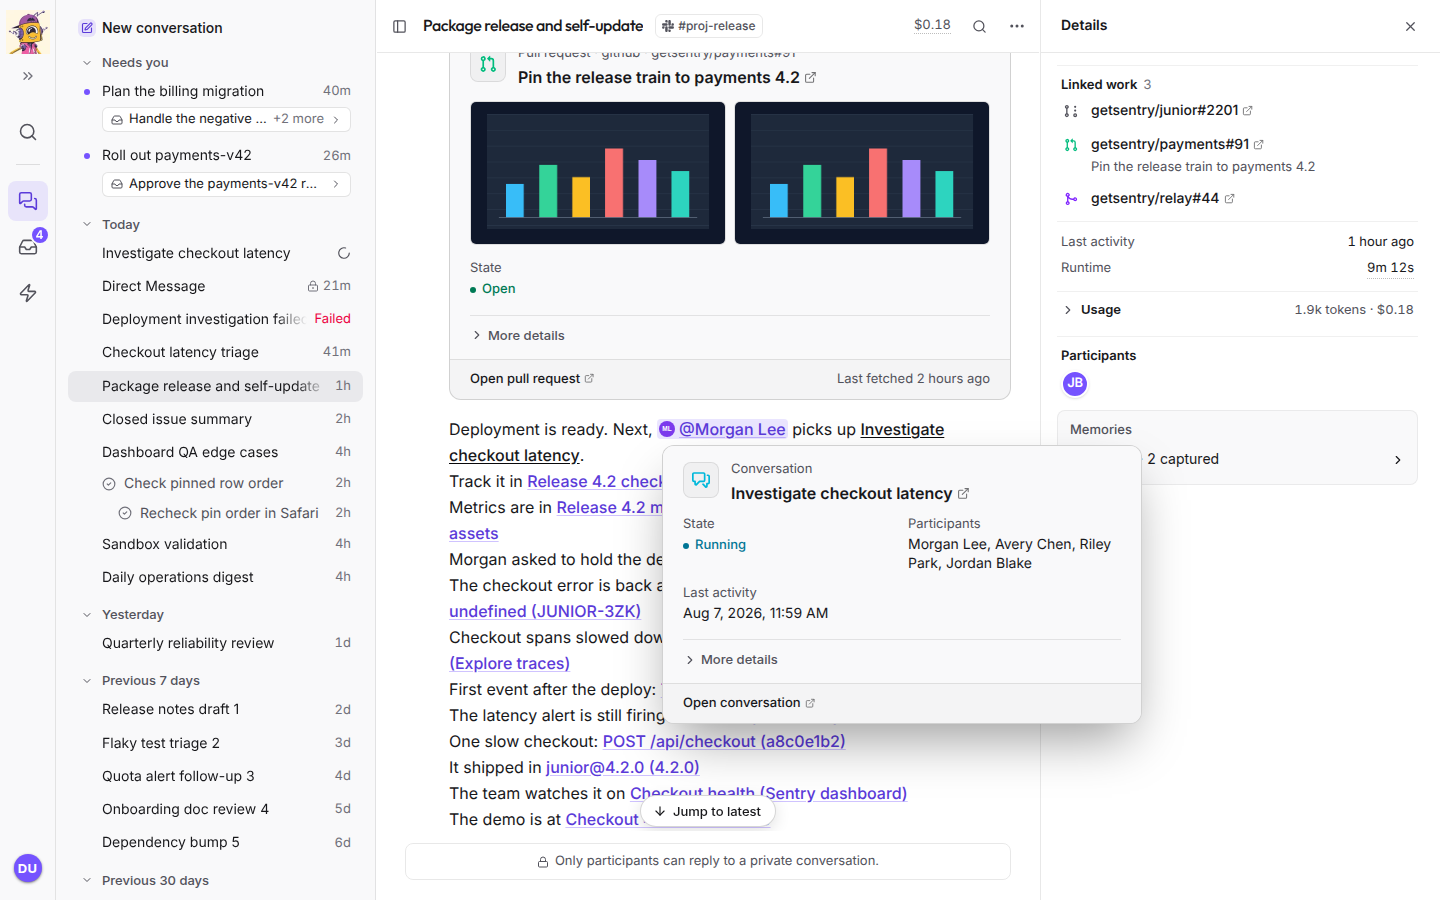 New conversation
Needs you
Plan the billing migration 40m
Handle the negative ... +2 more
Roll out payments-v42 26m
Approve the payments-v42 r...
Today
Investigate checkout latency
Direct Message 21m
Deployment investigation failed Failed
Checkout latency triage 41m
Package release and self-update 1h
Closed issue summary 2h
Dashboard QA edge cases 4h
Check pinned row order 2h
Recheck pin order in Safari 2h
Sandbox validation 4h
Daily operations digest 4h
Yesterday
Quarterly reliability review 1d
Previous 7 days
Release notes draft 1 2d
Flaky test triage 2 3d
Quota alert follow-up 3 4d
Onboarding doc review 4 5d
Dependency bump 5 6d
Previous 30 days
4
DU
Package release and self-update #proj-release $0.18
Pull request · github · getsentry/payments#91
Pin the release train to payments 4.2
State
Open
More details
Open pull request Last fetched 2 hours ago
Deployment is ready. Next, ML @Morgan Lee picks up Investigate
checkout latency.
Track it in Release 4.2 check
Metrics are in Release 4.2 m
assets
Morgan asked to hold the de
The checkout error is back a
undefined (JUNIOR-3ZK)
Checkout spans slowed dow
(Explore traces)
First event after the deploy:
The latency alert is still firing
One slow checkout: POST /api/checkout (a8c0e1b2)
It shipped in junior@4.2.0 (4.2.0)
The team watches it on Checkout health (Sentry dashboard)
The demo is at Checkout
Jump to latest
Only participants can reply to a private conversation.
Conversation
Investigate checkout latency
State
Running
Participants
Morgan Lee, Avery Chen, Riley
Park, Jordan Blake
Last activity
Aug 7, 2026, 11:59 AM
More details
Open conversation
Details
Linked work 3
getsentry/junior#2201
getsentry/payments#91
Pin the release train to payments 4.2
getsentry/relay#44
Last activity 1 hour ago
Runtime 9m 12s
Usage 1.9k tokens · $0.18
Participants
JB
Memories
2 captured